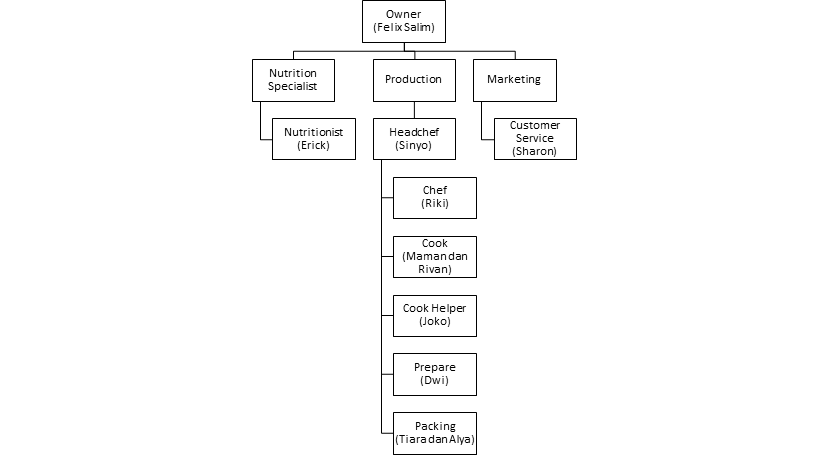 Owner
(Felix Salim)
Nutrition
Specialist
Production
Marketing
Nutritionist
(Erick)
Headchef
(Sinyo)
Customer
Service
(Sharon)
Chef
(Riki)
Cook
(Maman dan
Rivan)
Cook Helper
(Joko)
Prepare
(Dwi)
Packing
(Tiara dan Alya)